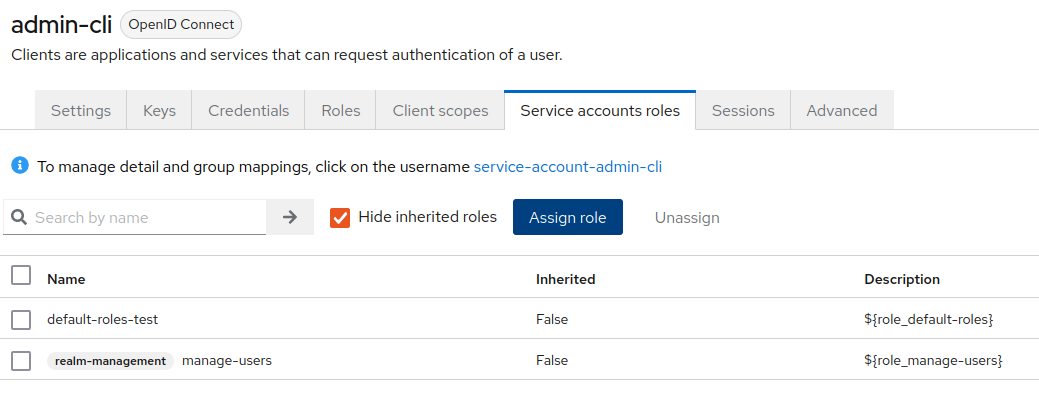 admin-cli OpenID Connect
Clients are applications and services that can request authentication of a user.
Settings Keys Credentials Roles Client scopes Service accounts roles Sessions Advanced
To manage detail and group mappings, click on the username service-account-admin-cli
Search by name Hide inherited roles Assign role Unassign
Name Inherited Description
default-roles-test False ${role_default-roles}
realm-management manage-users False ${role_manage-users}